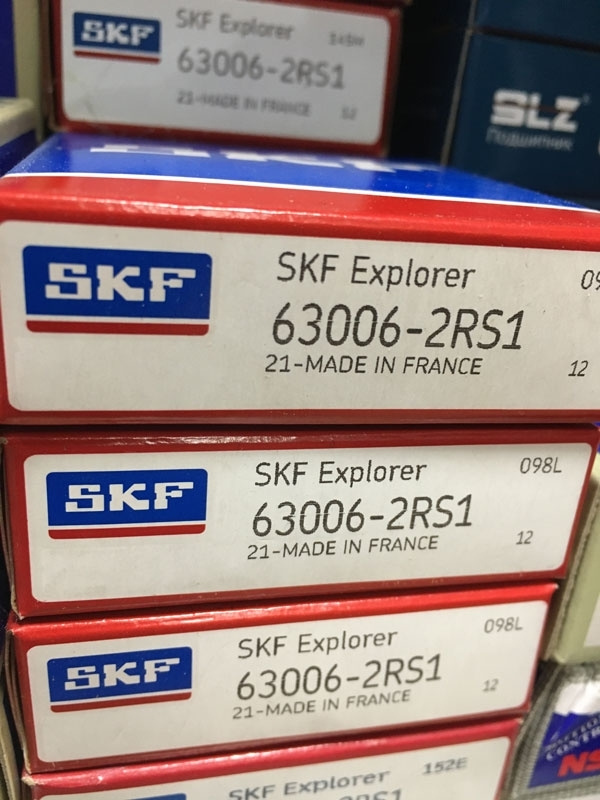 SKF
SKF Explorer
63006-2RS1
21-MADE IN FRANCE
12
SLZ
Подшипник
SKF
SKF Explorer
63006-2RS1
21-MADE IN FRANCE
12
SKF
SKF Explorer
098L
63006-2RS1
21-MADE IN FRANCE
12
SKF
SKF Explorer
098L
63006-2RS1
21-MADE IN FRANCE
12
SKF Explorer
152E